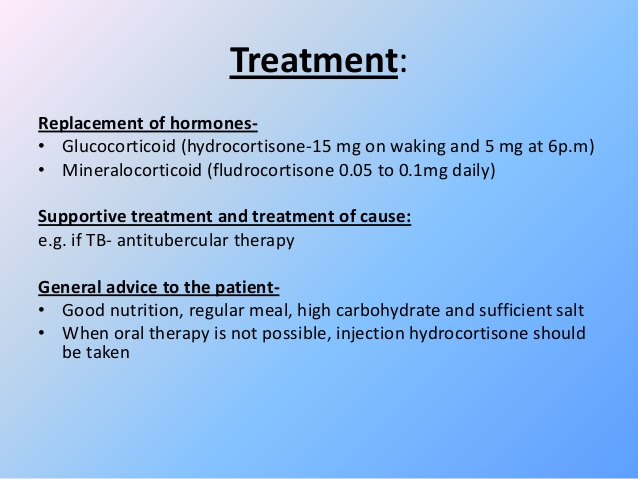 Treatment:
Replacement of hormones-
• Glucocorticoid (hydrocortisone-15 mg on waking and 5 mg at 6p.m)
• Mineralocorticoid (fludrocortisone 0.05 to 0.1mg daily)
Supportive treatment and treatment of cause:
e.g. if TB- antitubercular therapy
General advice to the patient-
• Good nutrition, regular meal, high carbohydrate and sufficient salt
• When oral therapy is not possible, injection hydrocortisone should
be taken